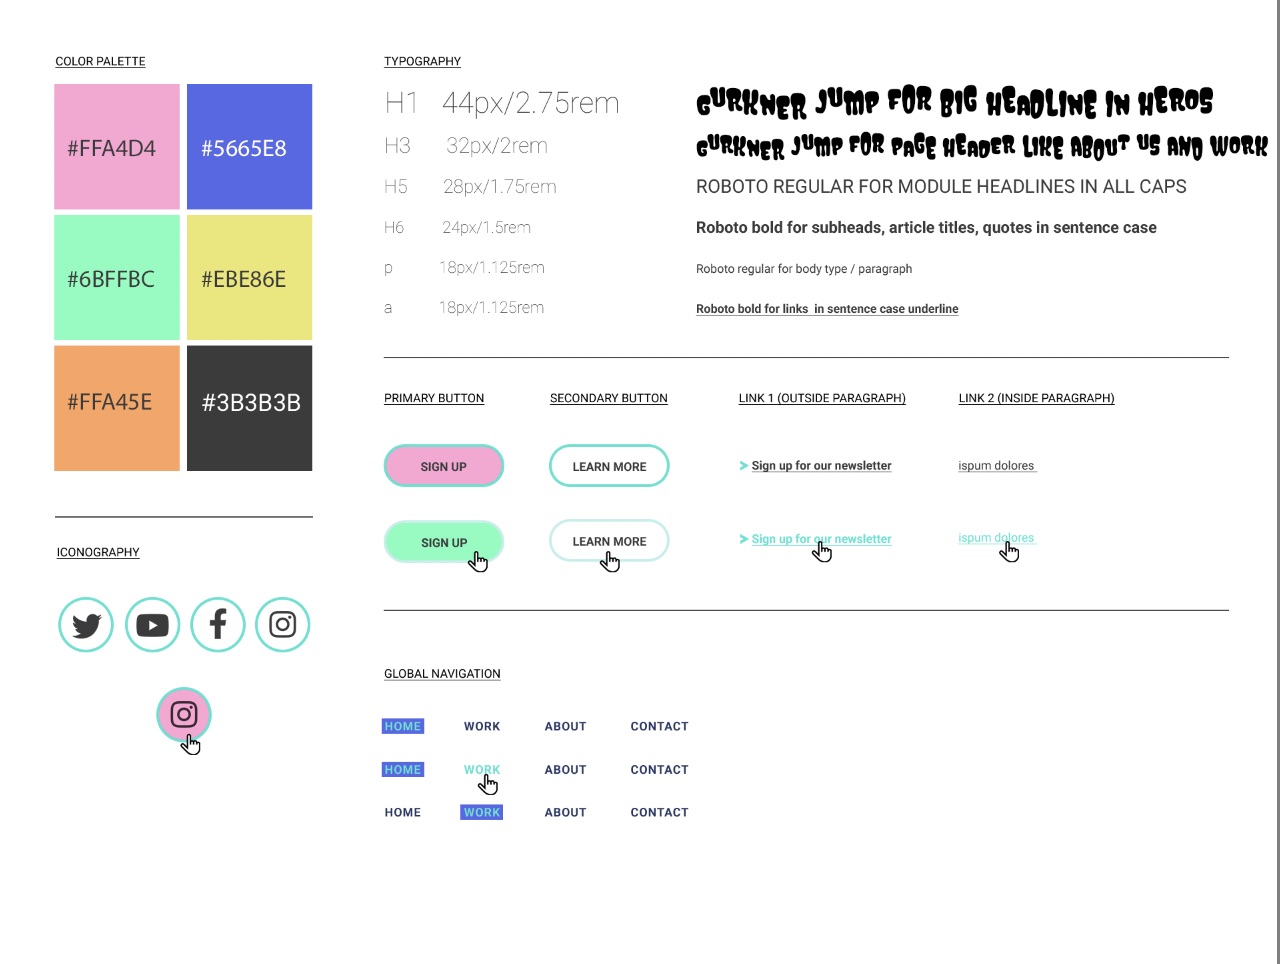 COLOR PALETTE
#FFA4D4
#5665E8
#6BFFBC
#EBE86E
#FFA45E
#3B3B3B
ICONOGRAPHY
TYPOGRAPHY
H1 44px/2.75rem GURKNER JUMP FOR BIG HEADLINE IN HEROS
H3 32px/2rem GURKNER JUMP FOR PAGE HEADER LIKE ABOUT US AND WORK
H5 28px/1.75rem ROBOTO REGULAR FOR MODULE HEADLINES IN ALL CAPS
H6 24px/1.5rem Roboto bold for subheads, article titles, quotes in sentence case
p 18px/1.125rem Roboto regular for body type / paragraph
a 18px/1.125rem Roboto bold for links in sentence case underline
PRIMARY BUTTON SECONDARY BUTTON LINK 1 (OUTSIDE PARAGRAPH) LINK 2 (INSIDE PARAGRAPH)
SIGN UP LEARN MORE > Sign up for our newsletter ispum dolores
SIGN UP LEARN MORE > Sign up for our newsletter ispum dolores
GLOBAL NAVIGATION
HOME WORK ABOUT CONTACT
HOME WORK ABOUT CONTACT
HOME WORK ABOUT CONTACT